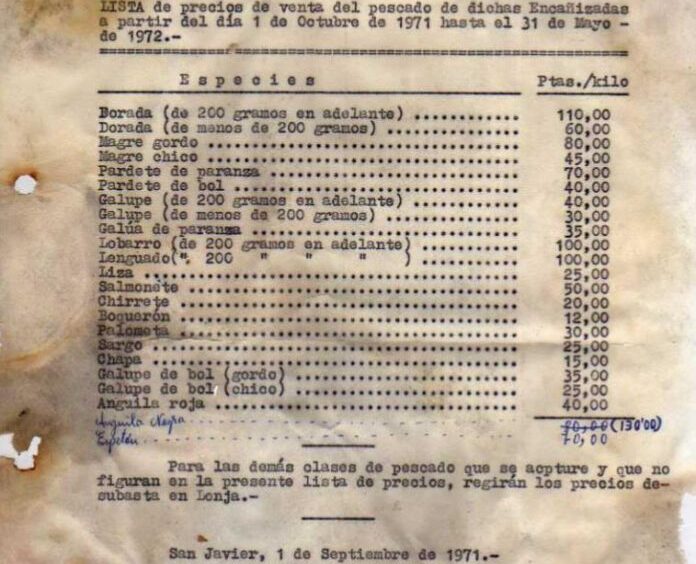 LISTA de precios de venta del pescado de dichas Encañizadas
a partir del dia 1 de Octubre de 1971 hasta el 31 de Mayo -
de 1972.-
Especies Ptas./kilo
Dorada (de 200 gramos en adelante) 110,00
Dorada (de menos de 200 gramos) 60,00
Magre gordo 80,00
Magre chico 45,00
Pardete de paranza 70,00
Pardete de bol 40,00
Galupe (de 200 gramos en adelante) 40,00
Galupe (de menos de 200 gramos) 30,00
Galúa de paranza 35,00
Lobarro (de 200 gramos en adelante) 100,00
Lenguado(". 200 " " " ) 100,00
Liza 25,00
Salmonete 50,00
Chirrete 20,00
Boquerón 12,00
Palometa 30,00
Sargo 25,00
Chapa 15,00
Galupe de bol (gordo) 35,00
Galupe de bol (chico) 25,00
Anguila roja 40,00
Anguila Negra (130'00)
Espetón 70,00
Para las demás clases de pescado que se acpture y que no
figuran en la presente lista de precios, regirán los precios de-
subasta en Lonja.-
San Javier, 1 de Septiembre de 1971.-